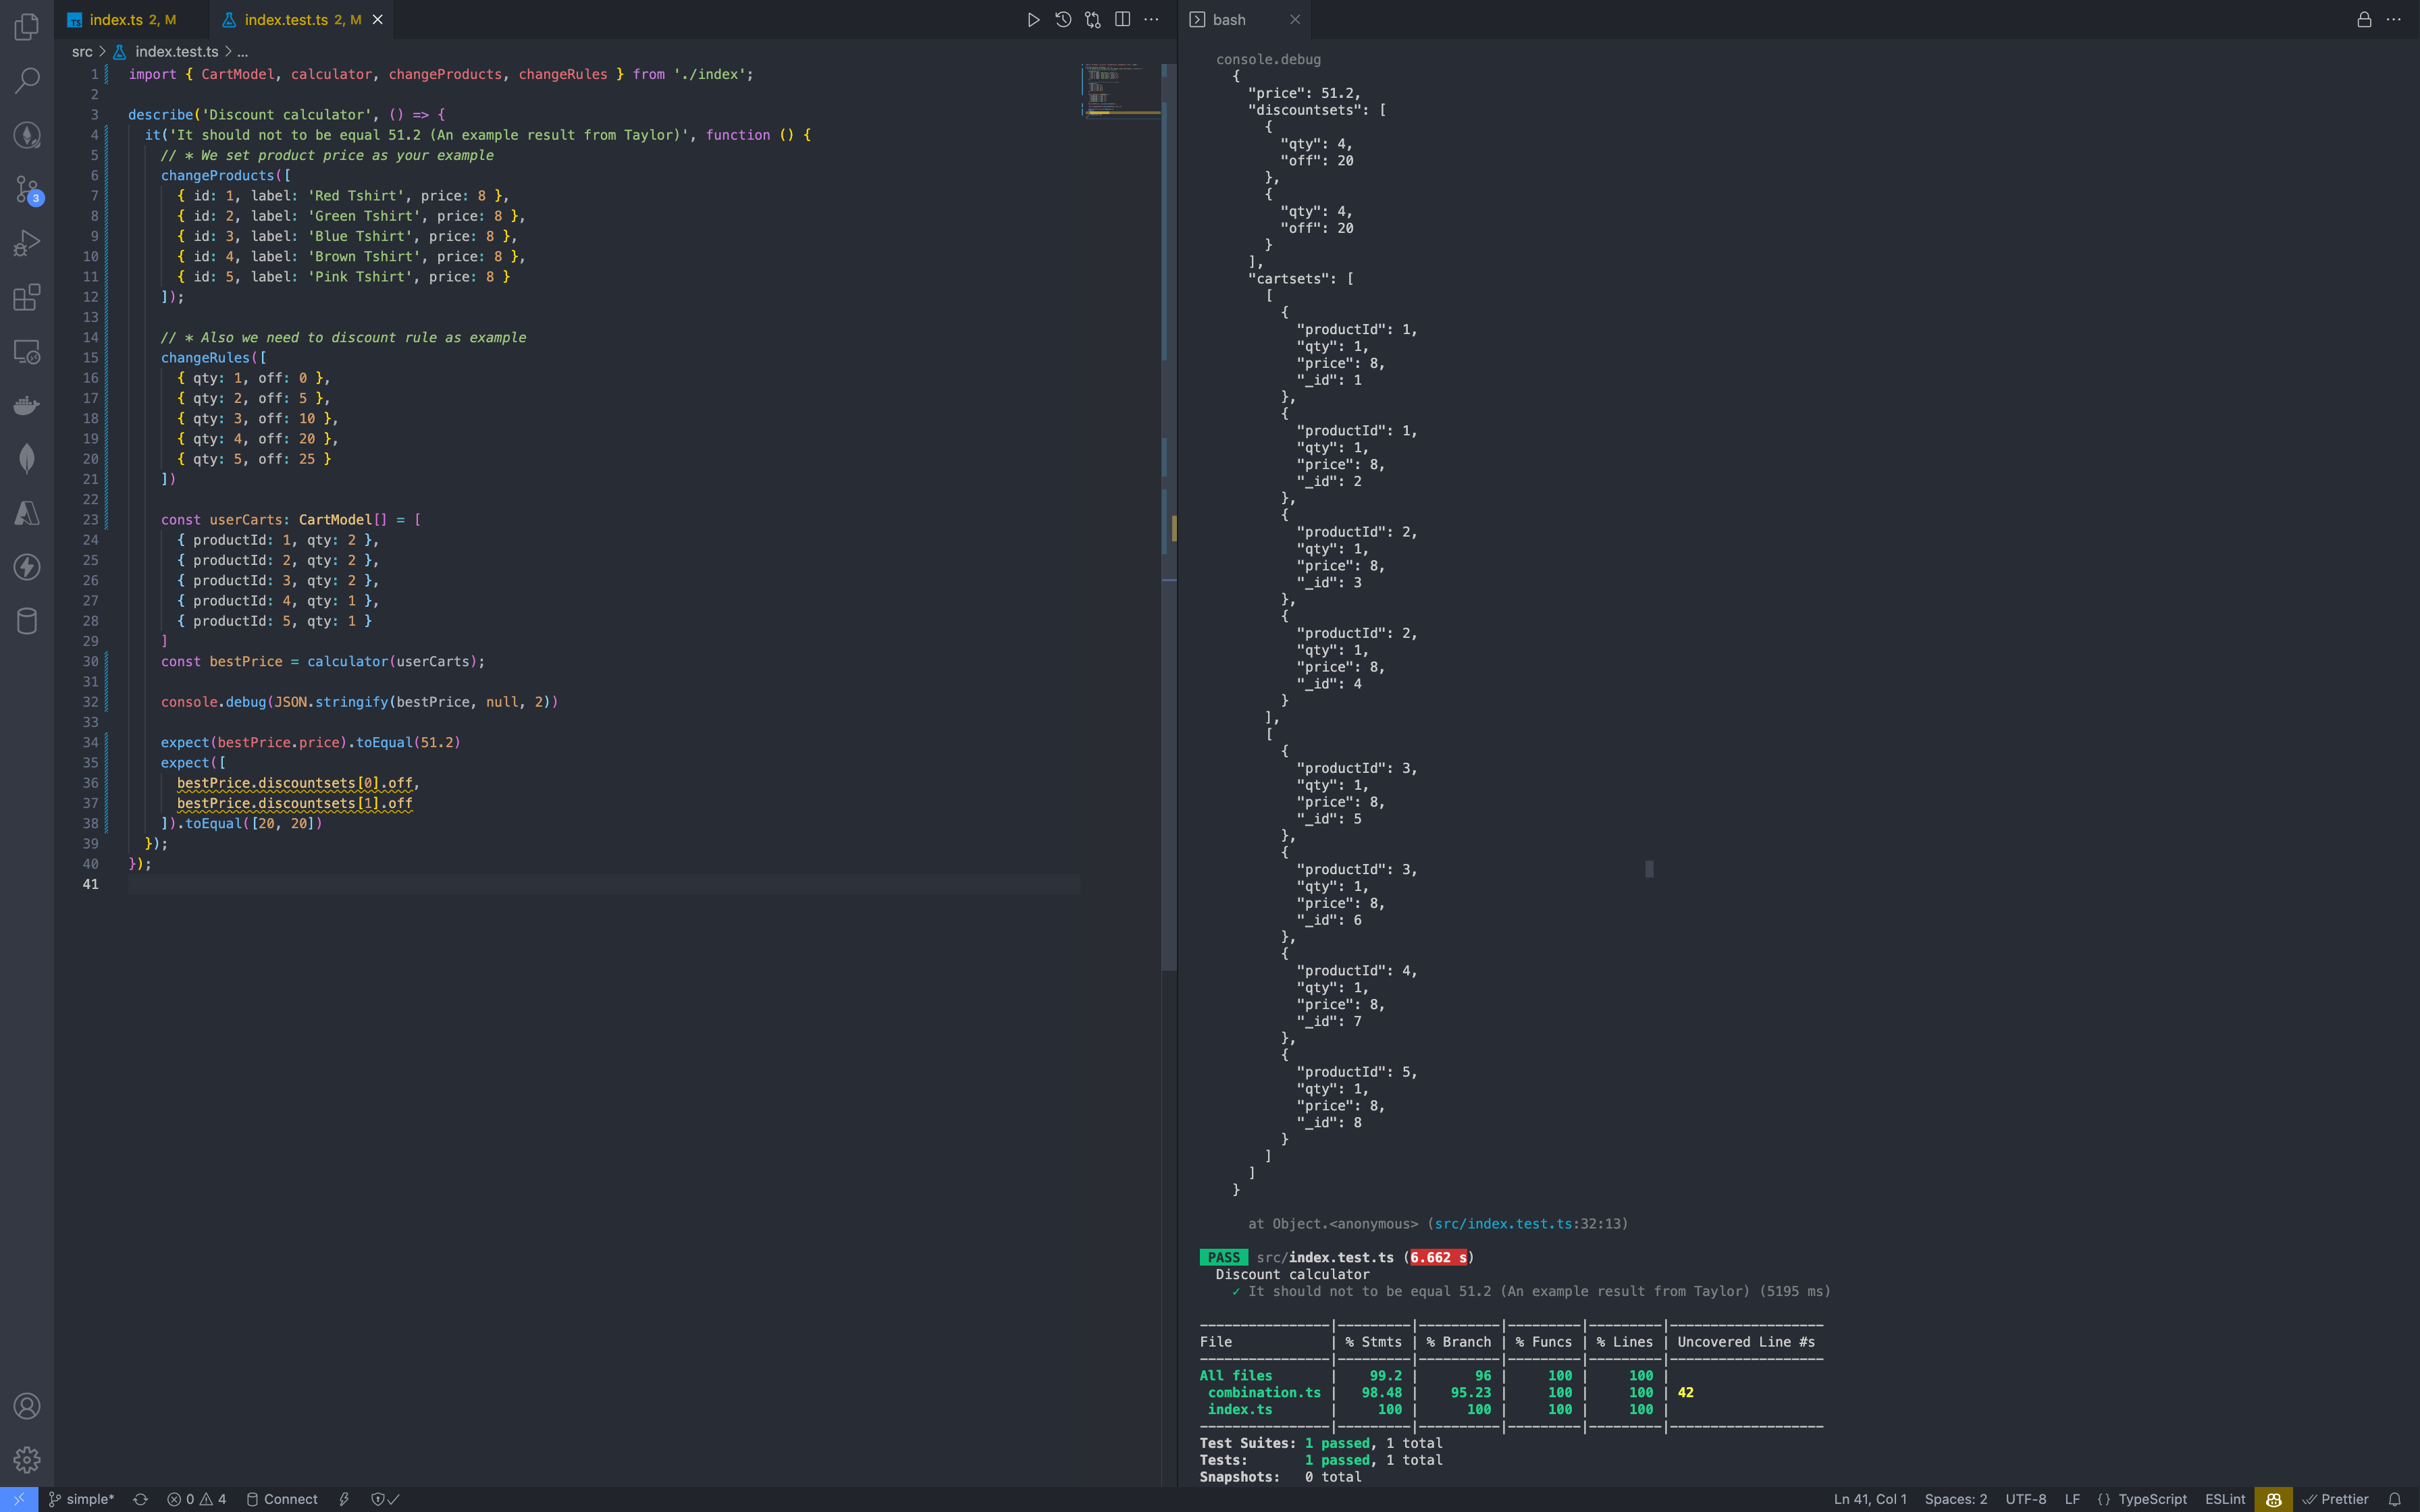 index.ts 2, M
index.test.ts 2, M
src > index.test.ts > ...
1 import { CartModel, calculator, changeProducts, changeRules } from './index';
2
3 describe('Discount calculator', () => {
4 it('It should not to be equal 51.2 (An example result from Taylor)', function () {
5 // * We set product price as your example
6 changeProducts([
7 { id: 1, label: 'Red Tshirt', price: 8 },
8 { id: 2, label: 'Green Tshirt', price: 8 },
9 { id: 3, label: 'Blue Tshirt', price: 8 },
10 { id: 4, label: 'Brown Tshirt', price: 8 },
11 { id: 5, label: 'Pink Tshirt', price: 8 }
12 ]);
13
14 // * Also we need to discount rule as example
15 changeRules([
16 { qty: 1, off: 0 },
17 { qty: 2, off: 5 },
18 { qty: 3, off: 10 },
19 { qty: 4, off: 20 },
20 { qty: 5, off: 25 }
21 ])
22
23 const userCarts: CartModel[] = [
24 { productId: 1, qty: 2 },
25 { productId: 2, qty: 2 },
26 { productId: 3, qty: 2 },
27 { productId: 4, qty: 1 },
28 { productId: 5, qty: 1 }
29 ]
30 const bestPrice = calculator(userCarts);
31
32 console.debug(JSON.stringify(bestPrice, null, 2))
33
34 expect(bestPrice.price).toEqual(51.2)
35 expect([
36 bestPrice.discountsets[0].off,
37 bestPrice.discountsets[1].off
38 ]).toEqual([20, 20])
39 });
40 });
41
3
bash
console.debug
{
"price": 51.2,
"discountsets": [
{
"qty": 4,
"off": 20
},
{
"qty": 4,
"off": 20
}
],
"cartsets": [
[
{
"productId": 1,
"qty": 1,
"price": 8,
"_id": 1
},
{
"productId": 1,
"qty": 1,
"price": 8,
"_id": 2
},
{
"productId": 2,
"qty": 1,
"price": 8,
"_id": 3
},
{
"productId": 2,
"qty": 1,
"price": 8,
"_id": 4
}
],
[
{
"productId": 3,
"qty": 1,
"price": 8,
"_id": 5
},
{
"productId": 3,
"qty": 1,
"price": 8,
"_id": 6
},
{
"productId": 4,
"qty": 1,
"price": 8,
"_id": 7
},
{
"productId": 5,
"qty": 1,
"price": 8,
"_id": 8
}
]
]
}
at Object.<anonymous> (src/index.test.ts:32:13)
PASS src/index.test.ts (6.662 s)
Discount calculator
✓ It should not to be equal 51.2 (An example result from Taylor) (5195 ms)
----------------|---------|----------|---------|---------|-------------------
File | % Stmts | % Branch | % Funcs | % Lines | Uncovered Line #s
----------------|---------|----------|---------|---------|-------------------
All files | 99.2 | 96 | 100 | 100 |
combination.ts | 98.48 | 95.23 | 100 | 100 | 42
index.ts | 100 | 100 | 100 | 100 |
----------------|---------|----------|---------|---------|-------------------
Test Suites: 1 passed, 1 total
Tests: 1 passed, 1 total
Snapshots: 0 total
simple* 0 4 Connect Ln 41, Col 1 Spaces: 2 UTF-8 LF {} TypeScript ESLint Prettier